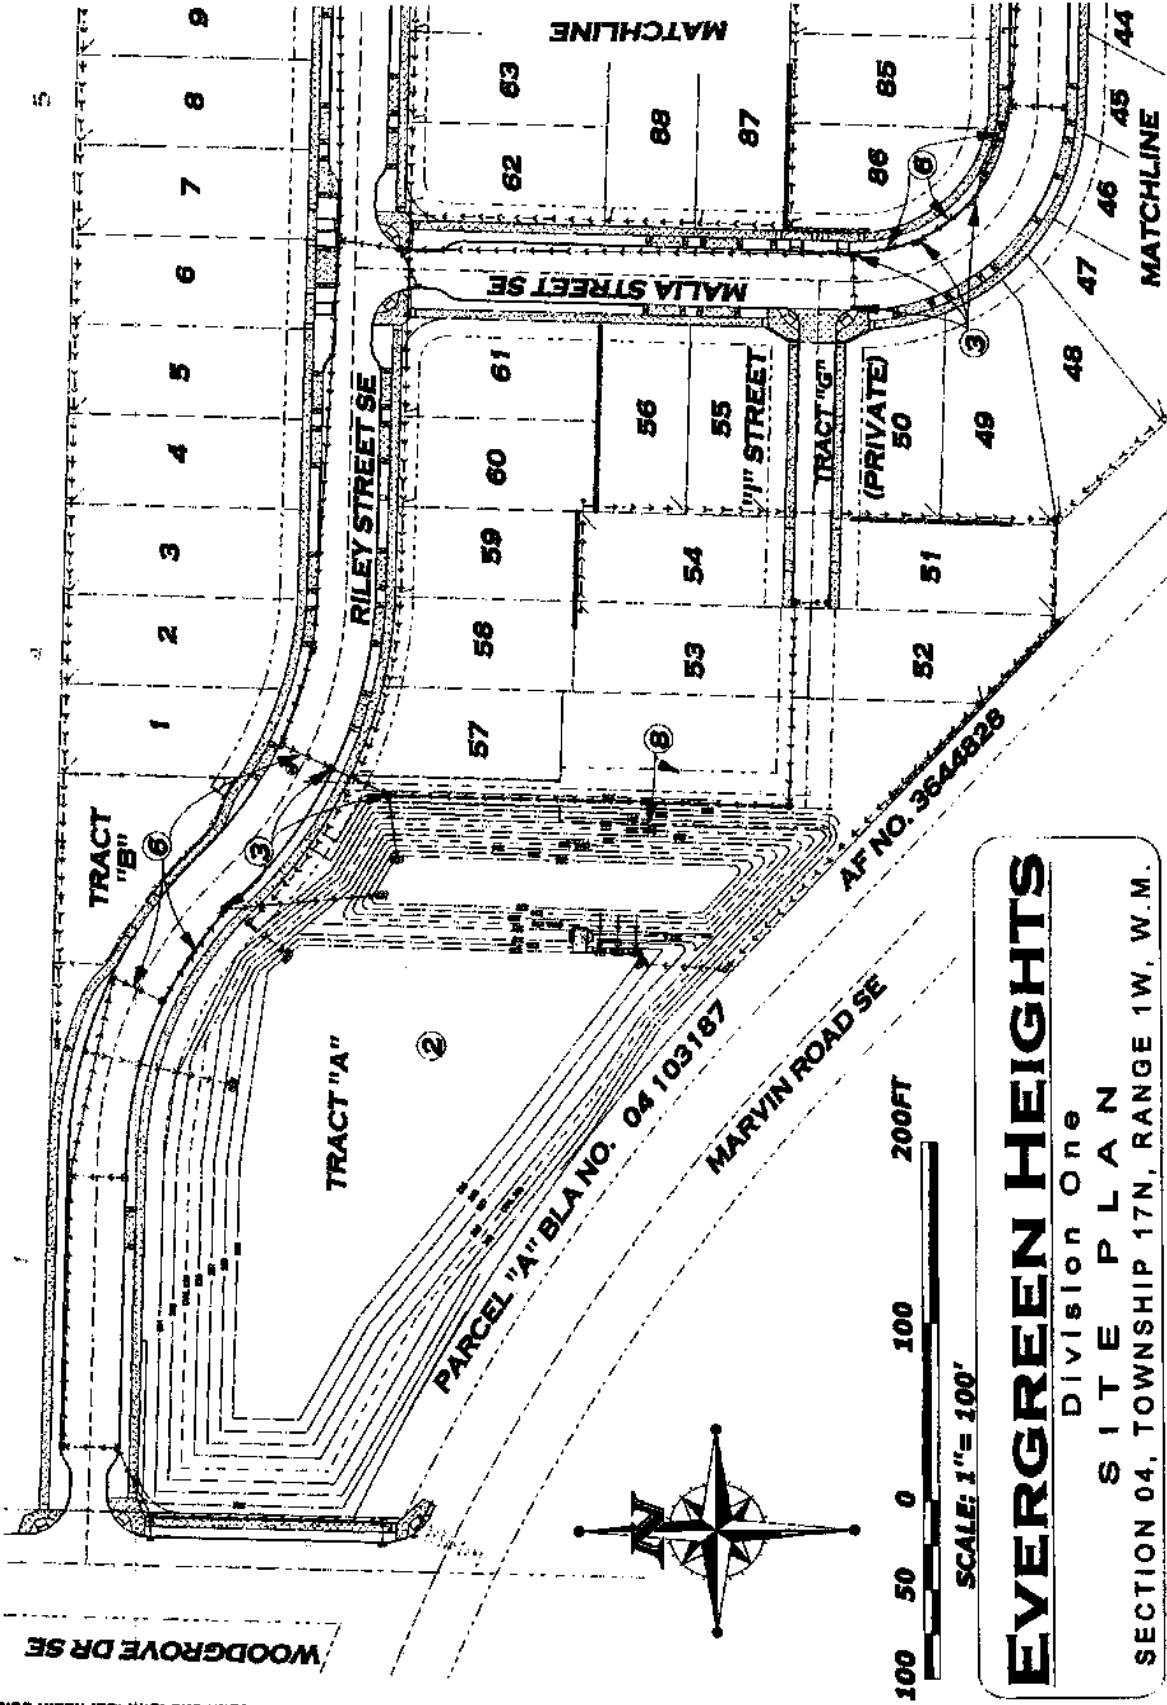 WOODGROVE DR SE
TRACT
"B"
1
2
3
4
5
6
7
8
9
RILEY STREET SE
6
3
TRACT "A"
2
57
58
59
60
61
62
63
MATCHLINE
MALIA STREET SE
56
55
88
87
54
53
8
"I" STREET
TRACT "G"
(PRIVATE)
50
49
48
47
46
45
44
MATCHLINE
86
85
6
3
51
52
AF NO. 3644828
PARCEL "A" BLA NO. 04 103187
MARVIN ROAD SE
N
100 50 0 100 200FT
SCALE: 1"= 100'
EVERGREEN HEIGHTS
Division One
SITE PLAN
SECTION 04, TOWNSHIP 17N, RANGE 1W, W.M.